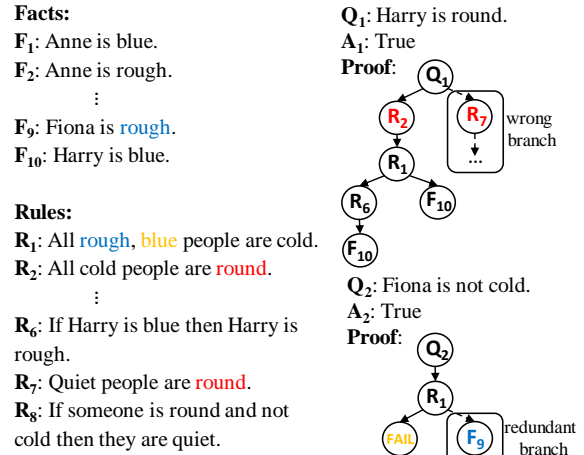 Facts:
F1: Anne is blue.
F2: Anne is rough.
⋮
F9: Fiona is rough.
F10: Harry is blue.
Rules:
R1: All rough, blue people are cold.
R2: All cold people are round.
⋮
R6: If Harry is blue then Harry is
rough.
R7: Quiet people are round.
R8: If someone is round and not
cold then they are quiet.
Q1: Harry is round.
A1: True
Proof:
Q1
R2
R7
wrong
branch
R1
...
R6
F10
F10
Q2: Fiona is not cold.
A2: True
Proof:
Q2
R1
FAIL
F9
redundant
branch